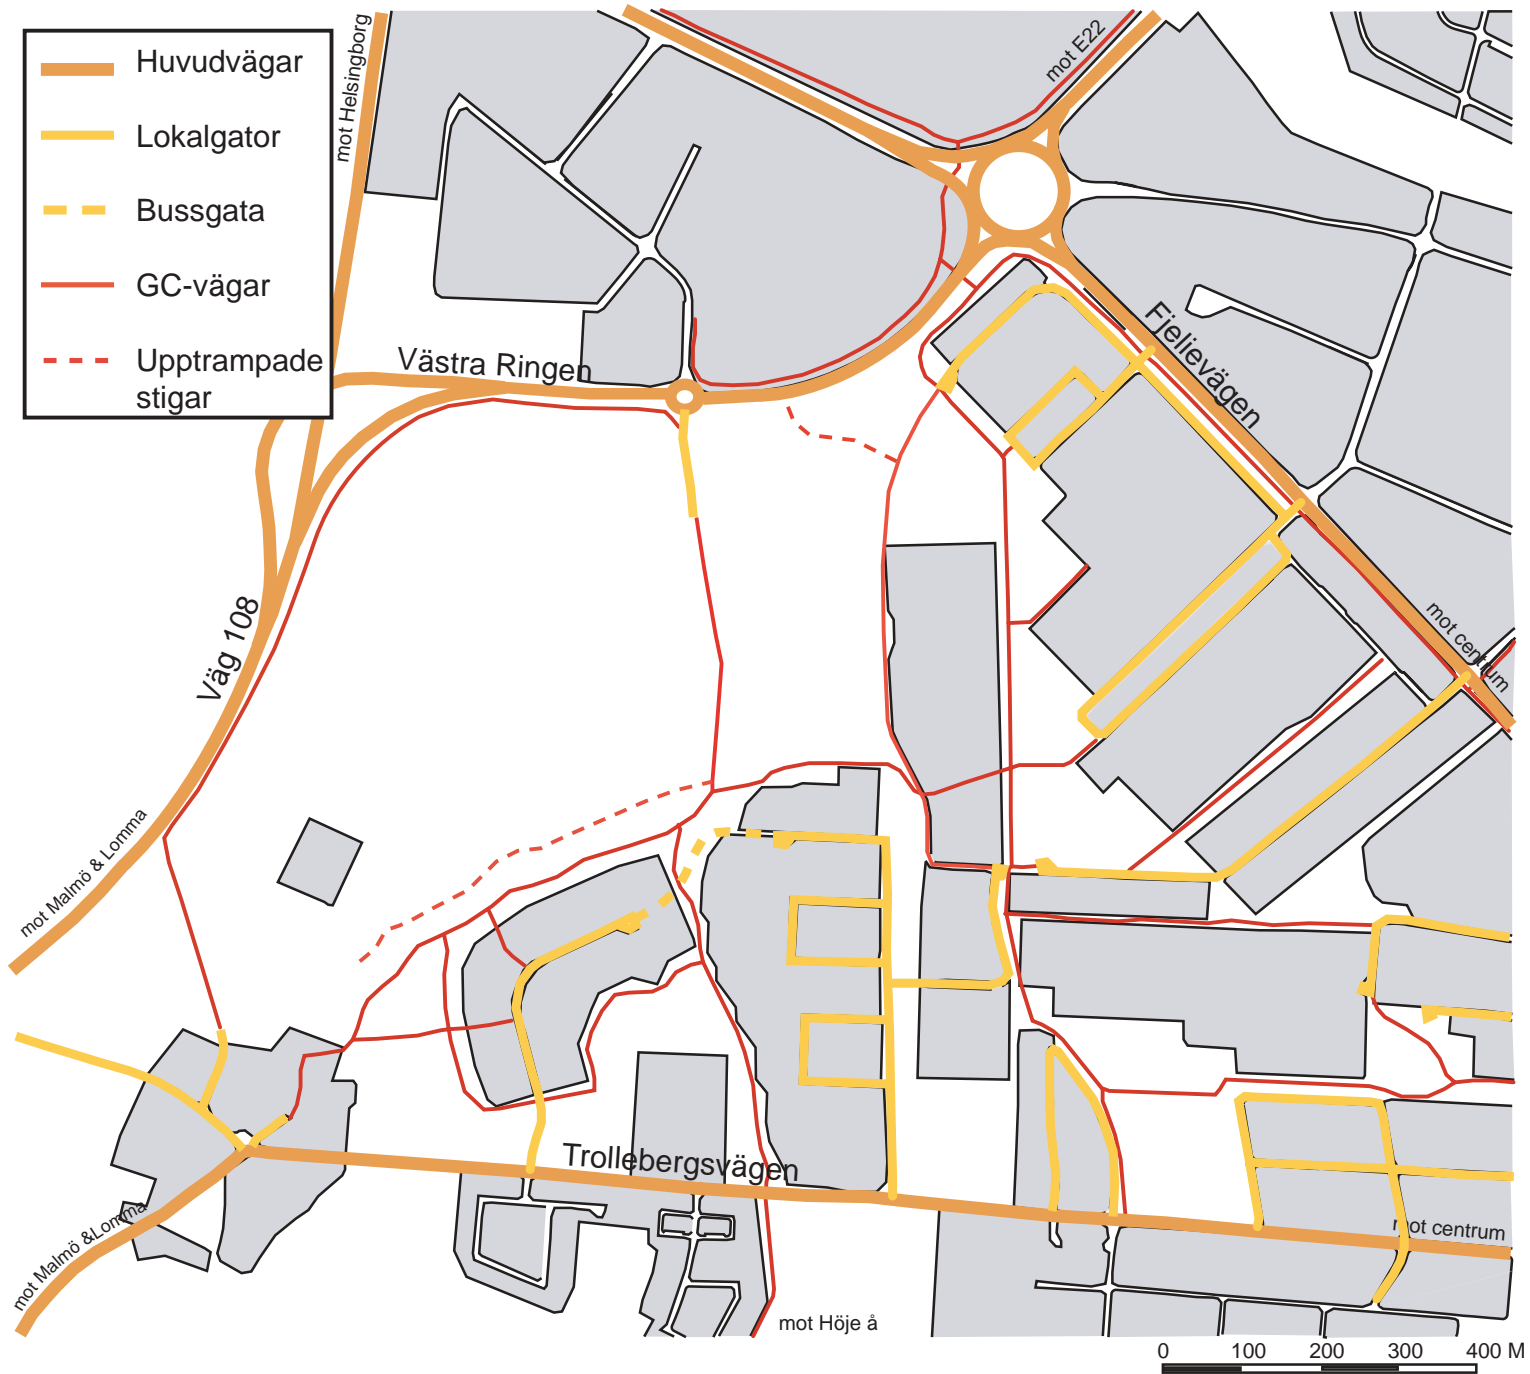 Huvudvägar
Lokalgator
Bussgata
GC-vägar
Upptrampade
stigar
mot Helsingborg
mot E22
Västra Ringen
Fjelievägen
Väg 108
mot centrum
mot Malmö & Lomma
Trollebergsvägen
mot Malmö &Lomma
mot centrum
mot Höje å
0 100 200 300 400 M